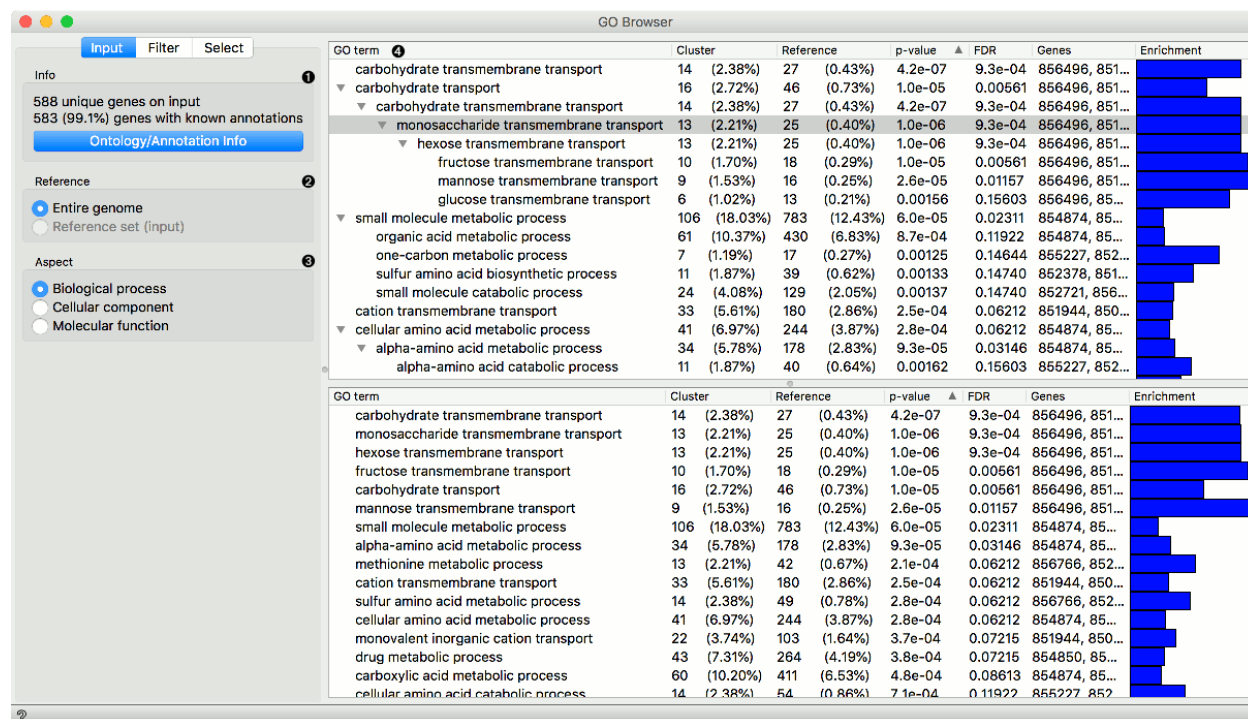 GO Browser
Input Filter Select
Info ❶
588 unique genes on input
583 (99.1%) genes with known annotations
Ontology/Annotation Info
Reference ❷
Entire genome
Reference set (input)
Aspect ❸
Biological process
Cellular component
Molecular function
GO term ❹ Cluster Reference p-value FDR Genes Enrichment
carbohydrate transmembrane transport 14 (2.38%) 27 (0.43%) 4.2e-07 9.3e-04 856496, 851...
carbohydrate transport 16 (2.72%) 46 (0.73%) 1.0e-05 0.00561 856496, 851...
carbohydrate transmembrane transport 14 (2.38%) 27 (0.43%) 4.2e-07 9.3e-04 856496, 851...
monosaccharide transmembrane transport 13 (2.21%) 25 (0.40%) 1.0e-06 9.3e-04 856496, 851...
hexose transmembrane transport 13 (2.21%) 25 (0.40%) 1.0e-06 9.3e-04 856496, 851...
fructose transmembrane transport 10 (1.70%) 18 (0.29%) 1.0e-05 0.00561 856496, 851...
mannose transmembrane transport 9 (1.53%) 16 (0.25%) 2.6e-05 0.01157 856496, 851...
glucose transmembrane transport 6 (1.02%) 13 (0.21%) 0.00156 0.15603 856496, 85...
small molecule metabolic process 106 (18.03%) 783 (12.43%) 6.0e-05 0.02311 854874, 85...
organic acid metabolic process 61 (10.37%) 430 (6.83%) 8.7e-04 0.11922 854874, 85...
one-carbon metabolic process 7 (1.19%) 17 (0.27%) 0.00125 0.14644 855227, 852...
sulfur amino acid biosynthetic process 11 (1.87%) 39 (0.62%) 0.00133 0.14740 852378, 851...
small molecule catabolic process 24 (4.08%) 129 (2.05%) 0.00137 0.14740 852721, 856...
cation transmembrane transport 33 (5.61%) 180 (2.86%) 2.5e-04 0.06212 851944, 850...
cellular amino acid metabolic process 41 (6.97%) 244 (3.87%) 2.8e-04 0.06212 854874, 85...
alpha-amino acid metabolic process 34 (5.78%) 178 (2.83%) 9.3e-05 0.03146 854874, 85...
alpha-amino acid catabolic process 11 (1.87%) 40 (0.64%) 0.00162 0.15603 855227, 852...
GO term Cluster Reference p-value FDR Genes Enrichment
carbohydrate transmembrane transport 14 (2.38%) 27 (0.43%) 4.2e-07 9.3e-04 856496, 851...
monosaccharide transmembrane transport 13 (2.21%) 25 (0.40%) 1.0e-06 9.3e-04 856496, 851...
hexose transmembrane transport 13 (2.21%) 25 (0.40%) 1.0e-06 9.3e-04 856496, 851...
fructose transmembrane transport 10 (1.70%) 18 (0.29%) 1.0e-05 0.00561 856496, 851...
carbohydrate transport 16 (2.72%) 46 (0.73%) 1.0e-05 0.00561 856496, 851...
mannose transmembrane transport 9 (1.53%) 16 (0.25%) 2.6e-05 0.01157 856496, 851...
small molecule metabolic process 106 (18.03%) 783 (12.43%) 6.0e-05 0.02311 854874, 85...
alpha-amino acid metabolic process 34 (5.78%) 178 (2.83%) 9.3e-05 0.03146 854874, 85...
methionine metabolic process 13 (2.21%) 42 (0.67%) 2.1e-04 0.06212 856766, 852...
cation transmembrane transport 33 (5.61%) 180 (2.86%) 2.5e-04 0.06212 851944, 850...
sulfur amino acid metabolic process 14 (2.38%) 49 (0.78%) 2.8e-04 0.06212 856766, 852...
cellular amino acid metabolic process 41 (6.97%) 244 (3.87%) 2.8e-04 0.06212 854874, 85...
monovalent inorganic cation transport 22 (3.74%) 103 (1.64%) 3.7e-04 0.07215 851944, 850...
drug metabolic process 43 (7.31%) 264 (4.19%) 3.8e-04 0.07215 854850, 85...
carboxylic acid metabolic process 60 (10.20%) 411 (6.53%) 4.8e-04 0.08613 854874, 85...
cellular amino acid catabolic process 14 (2.38%) 54 (0.86%) 7.1e-04 0.11922 855227, 852
?